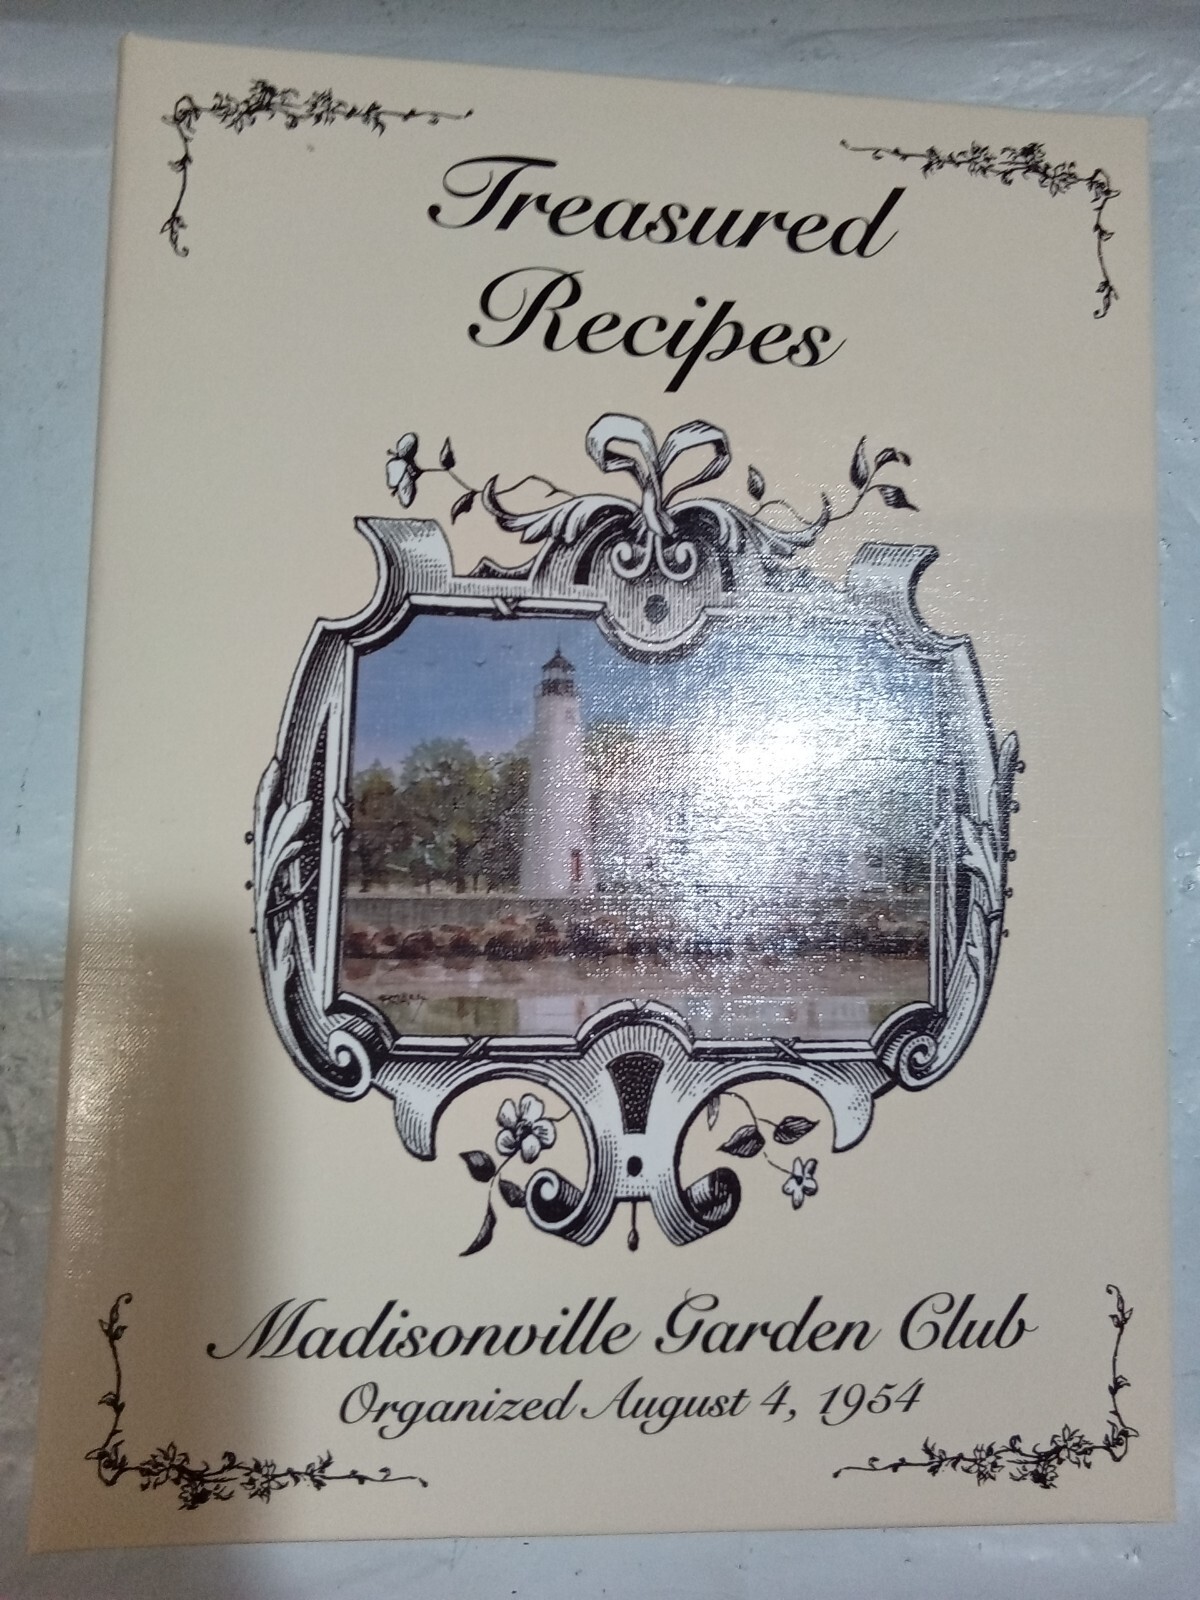 Treasured
Recipes
Madisonville Garden Club
Organized August 4, 1954